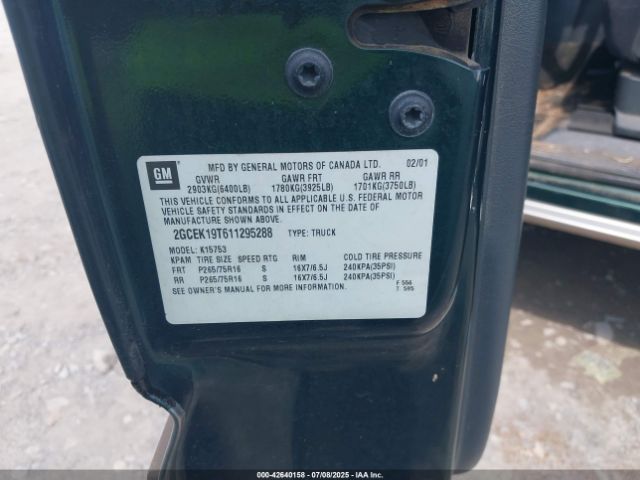 GM
MFD BY GENERAL MOTORS OF CANADA LTD. 02/01
GVWR GAWR FRT GAWR RR
2903KG(6400LB) 1780KG(3925LB) 1701KG(3750LB)
THIS VEHICLE CONFORMS TO ALL APPLICABLE U.S. FEDERAL MOTOR
VEHICLE SAFETY STANDARDS IN EFFECT ON THE DATE OF
MANUFACTURE SHOWN ABOVE.
2GCEK19T611295288 TYPE: TRUCK
MODEL: K15753
KPAM TIRE SIZE SPEED RTG RIM COLD TIRE PRESSURE
FRT P265/75R16 S 16X7/6.5J 240KPA(35PSI)
RR P265/75R16 S 16X7/6.5J 240KPA(35PSI)
SEE OWNER'S MANUAL FOR MORE INFORMATION.
F 556
T 595
000-42640158 - 07/08/2025 - IAAI.COM